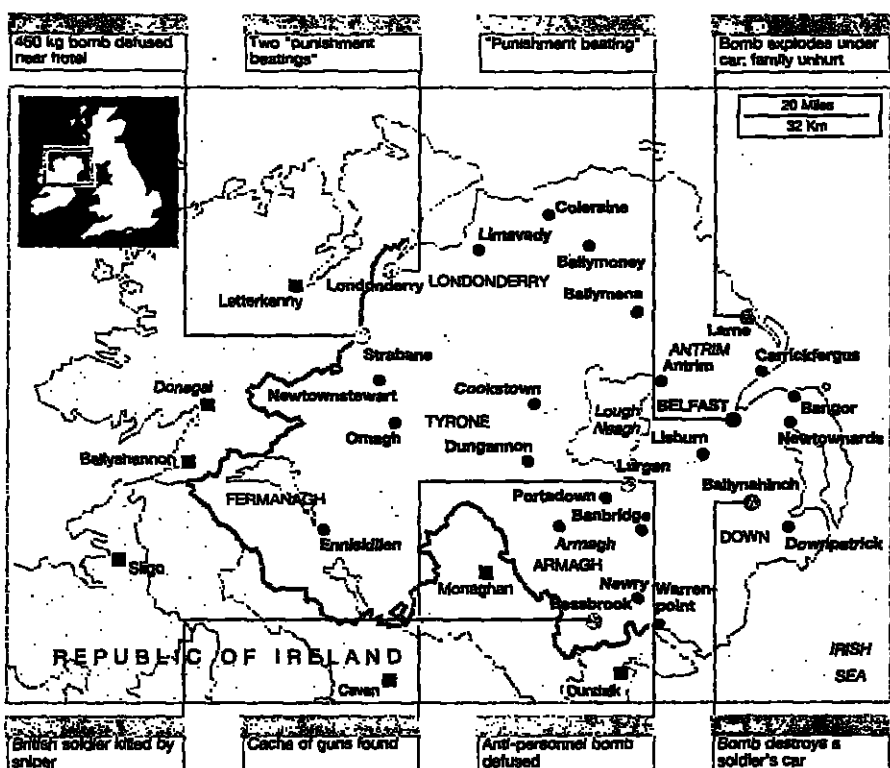 460 kg bomb defused
near hotel
Two "punishment
beatings"
"Punishment beating"
Bomb explodes under
car; family unhurt
20 Miles
32 Km
Coleraine
Limavady
Ballymoney
Londonderry
LONDONDERRY
Letterkenny
Ballymena
Larne
Strabane
ANTRIM
Antrim
Carrickfergus
Donegal
Newtownstewart
Cookstown
BELFAST
Bangor
Lough
Neagh
TYRONE
Omagh
Dungannon
Lisburn
Newtownards
Ballyshannon
Lurgan
Ballynahinch
FERMANAGH
Portadown
Banbridge
Enniskillen
Armagh
DOWN
Downpatrick
Sligo
ARMAGH
Monaghan
Newry
Warren-
point
Bessbrook
REPUBLIC OF IRELAND
IRISH
SEA
Cavan
Dundalk
British soldier killed by
sniper
Cache of guns found
Anti-personnel bomb
defused
Bomb destroys a
soldier's car